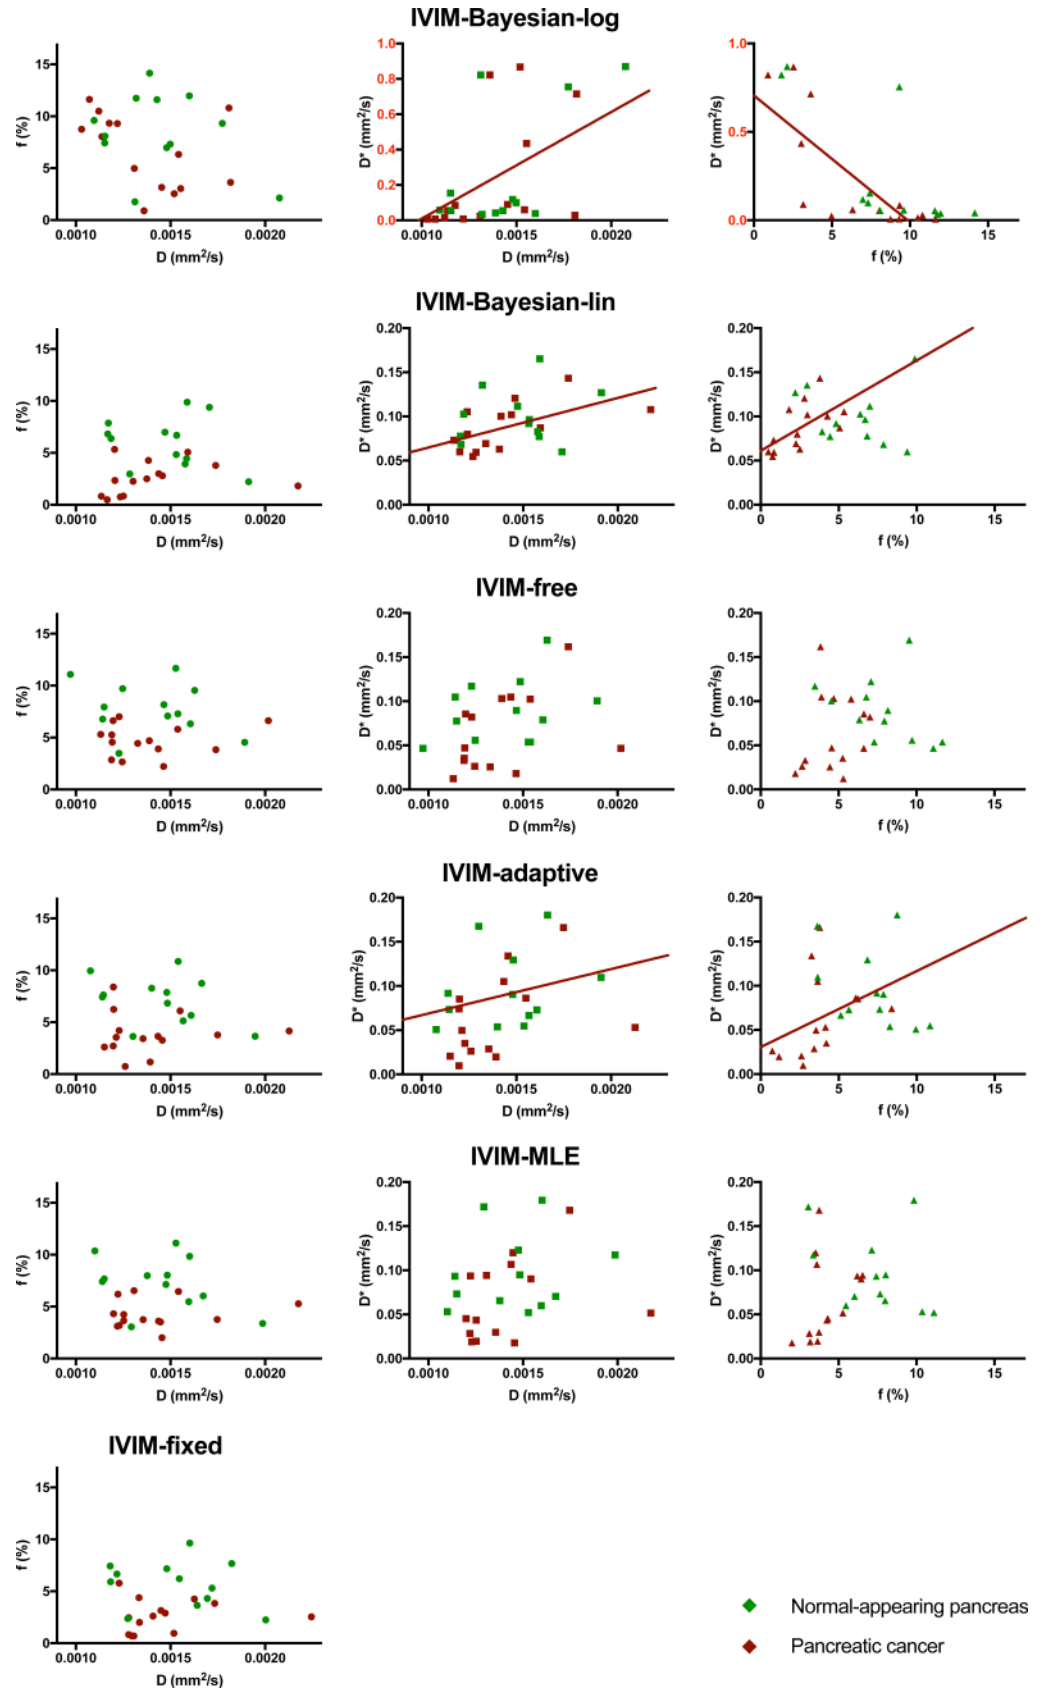 IVIM-Bayesian-log
15
10
5
0
f (%)
0.0010 0.0015 0.0020
D (mm²/s)
1.0
0.8
0.6
0.4
0.2
0.0
D* (mm²/s)
0.0010 0.0015 0.0020
D (mm²/s)
1.0
0.5
0.0
D* (mm²/s)
0 5 10 15
f (%)
IVIM-Bayesian-lin
15
10
5
0
f (%)
0.0010 0.0015 0.0020
D (mm²/s)
0.20
0.15
0.10
0.05
0.00
D* (mm²/s)
0.0010 0.0015 0.0020
D (mm²/s)
0.20
0.15
0.10
0.05
0.00
D* (mm²/s)
0 5 10 15
f (%)
IVIM-free
15
10
5
0
f (%)
0.0010 0.0015 0.0020
D (mm²/s)
0.20
0.15
0.10
0.05
0.00
D* (mm²/s)
0.0010 0.0015 0.0020
D (mm²/s)
0.20
0.15
0.10
0.05
0.00
D* (mm²/s)
0 5 10 15
f (%)
IVIM-adaptive
15
10
5
0
f (%)
0.0010 0.0015 0.0020
D (mm²/s)
0.20
0.15
0.10
0.05
0.00
D* (mm²/s)
0.0010 0.0015 0.0020
D (mm²/s)
0.20
0.15
0.10
0.05
0.00
D* (mm²/s)
0 5 10 15
f (%)
IVIM-MLE
15
10
5
0
f (%)
0.0010 0.0015 0.0020
D (mm²/s)
0.20
0.15
0.10
0.05
0.00
D* (mm²/s)
0.0010 0.0015 0.0020
D (mm²/s)
0.20
0.15
0.10
0.05
0.00
D* (mm²/s)
0 5 10 15
f (%)
IVIM-fixed
15
10
5
0
f (%)
0.0010 0.0015 0.0020
D (mm²/s)
Normal-appearing pancreas
Pancreatic cancer